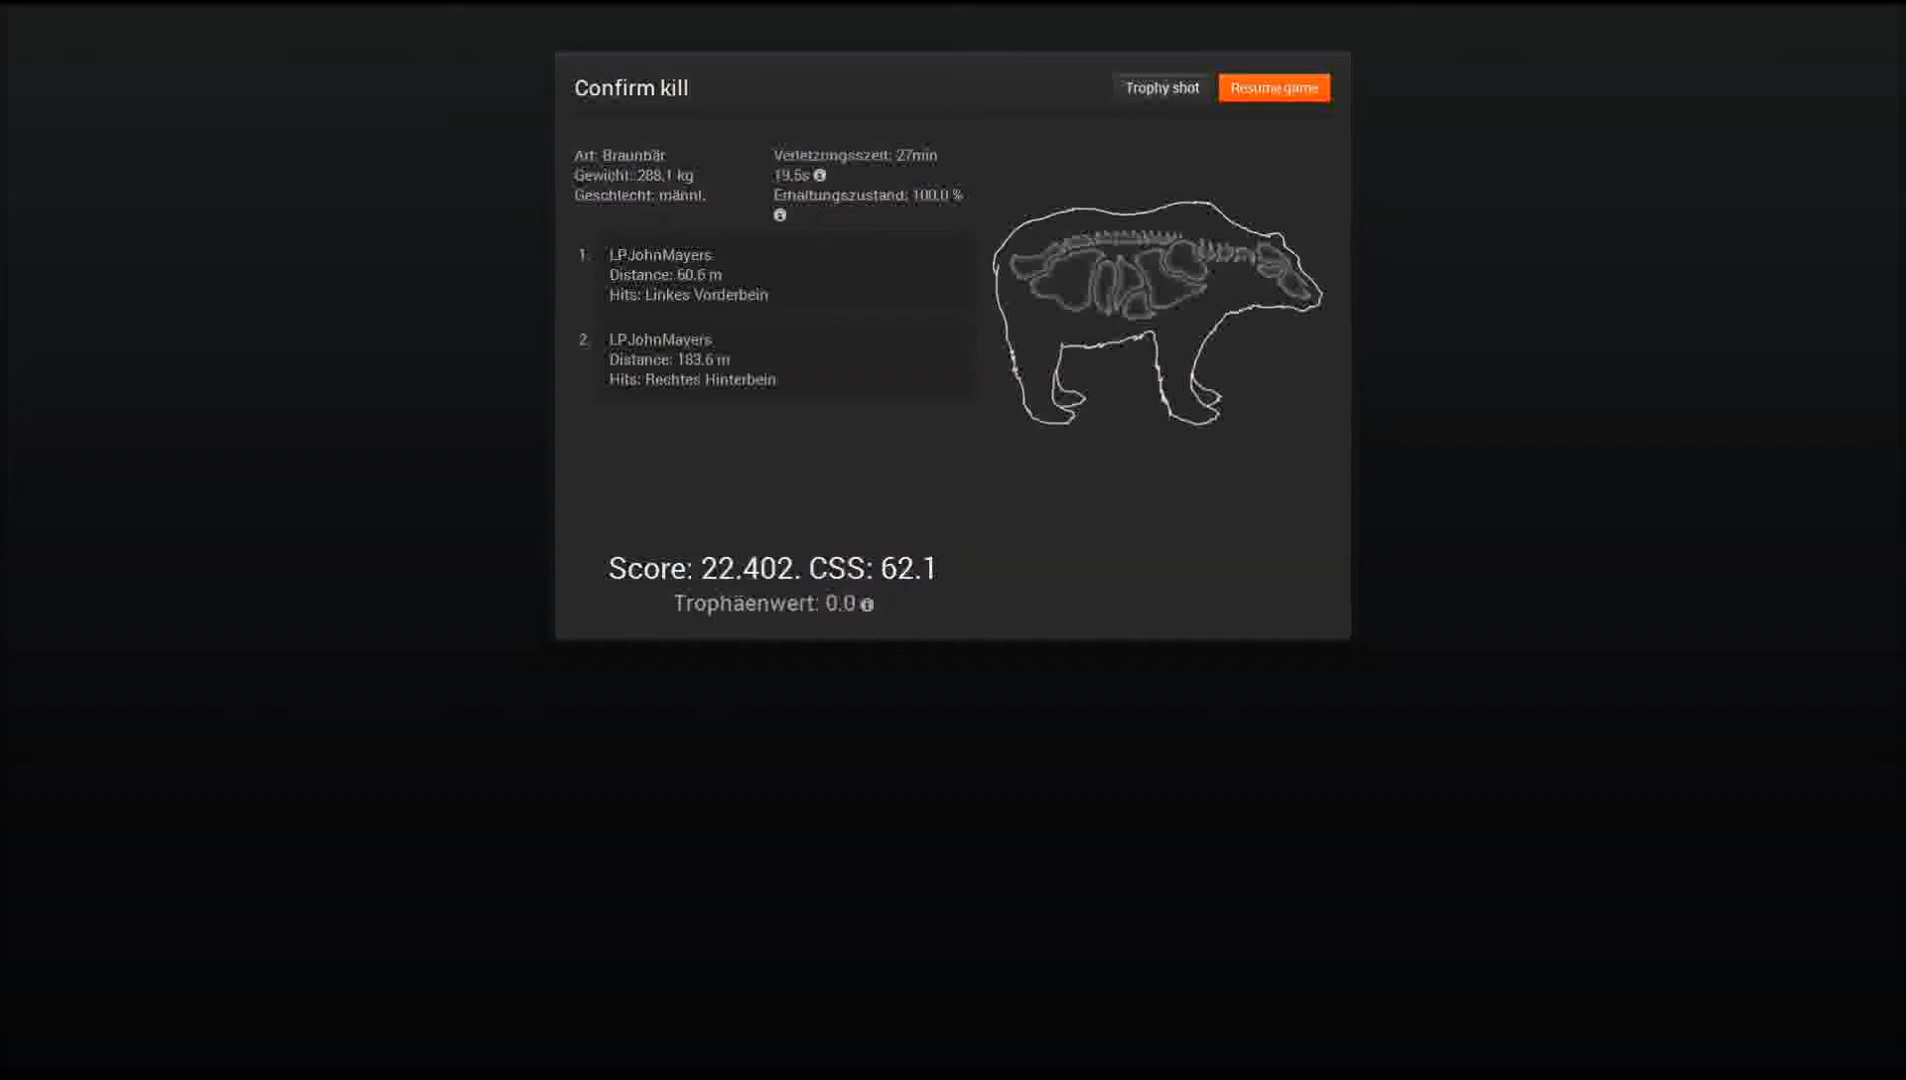 Confirm kill
Trophy shot
Resume game
Art: Braunbär
Gewicht: 288,1 kg
Geschlecht: männl.
Verletzungsszeit: 27min
19.5s
Erhaltungszustand: 100.0 %
1. LPJohnMayers
Distance: 60.6 m
Hits: Linkes Vorderbein
2. LPJohnMayers
Distance: 183.6 m
Hits: Rechtes Hinterbein
Score: 22.402. CSS: 62.1
Trophäenwert: 0.0